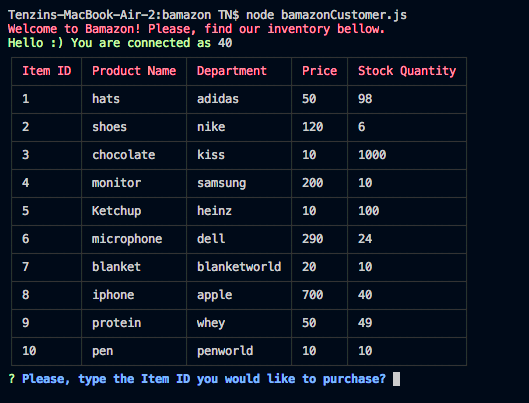 Tenzins-MacBook-Air-2:bamazon TN$ node bamazonCustomer.js
Welcome to Bamazon! Please, find our inventory bellow.
Hello :) You are connected as 40
Item ID Product Name Department Price Stock Quantity
1 hats adidas 50 98
2 shoes nike 120 6
3 chocolate kiss 10 1000
4 monitor samsung 200 10
5 Ketchup heinz 10 100
6 microphone dell 290 24
7 blanket blanketworld 20 10
8 iphone apple 700 40
9 protein whey 50 49
10 pen penworld 10 10
? Please, type the Item ID you would like to purchase?